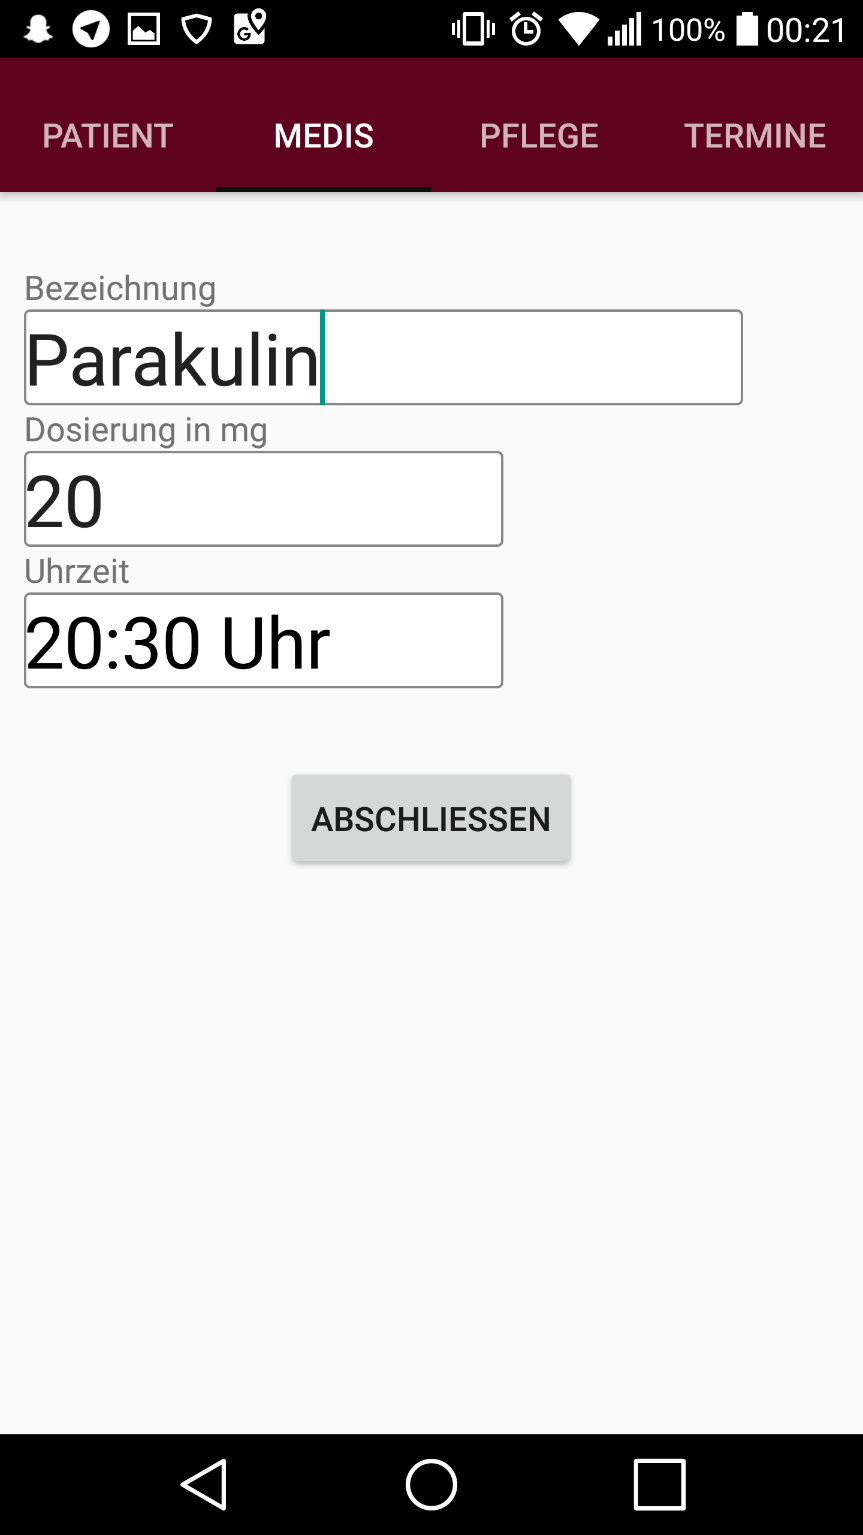 100% 00:21
PATIENT MEDIS PFLEGE TERMINE
Bezeichnung
Parakulin
Dosierung in mg
20
Uhrzeit
20:30 Uhr
ABSCHLIESSEN